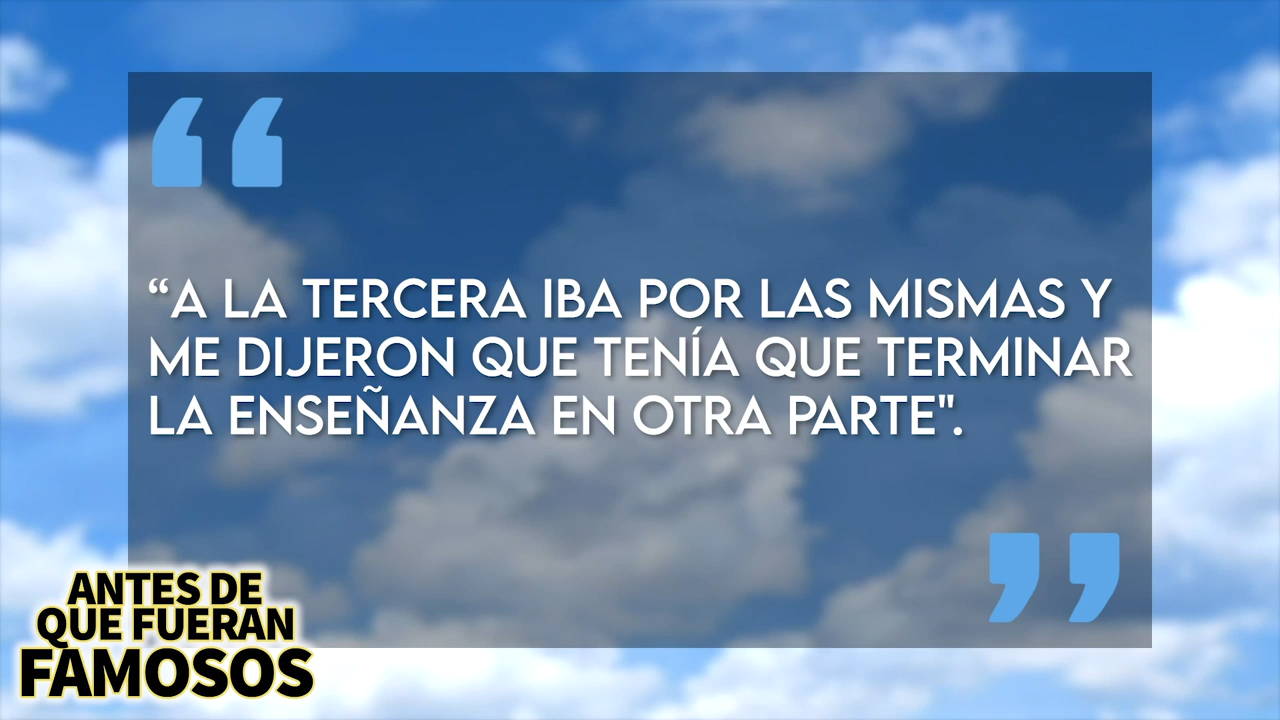 “A LA TERCERA IBA POR LAS MISMAS Y
ME DIJERON QUE TENÍA QUE TERMINAR
LA ENSEÑANZA EN OTRA PARTE".
ANTES DE
QUE FUERAN
FAMOSOS